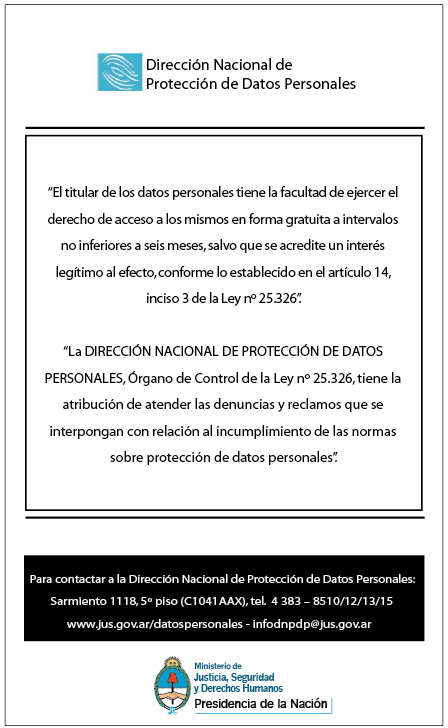 Dirección Nacional de
Protección de Datos Personales
“El titular de los datos personales tiene la facultad de ejercer el
derecho de acceso a los mismos en forma gratuita a intervalos
no inferiores a seis meses, salvo que se acredite un interés
legítimo al efecto, conforme lo establecido en el artículo 14,
inciso 3 de la Ley nº 25.326”.
“La DIRECCIÓN NACIONAL DE PROTECCIÓN DE DATOS
PERSONALES, Órgano de Control de la Ley nº 25.326, tiene la
atribución de atender las denuncias y reclamos que se
interpongan con relación al incumplimiento de las normas
sobre protección de datos personales”.
Para contactar a la Dirección Nacional de Protección de Datos Personales:
Sarmiento 1118, 5º piso (C1041AAX), tel. 4 383 – 8510/12/13/15
www.jus.gov.ar/datospersonales - infodnpdp@jus.gov.ar
Ministerio de
Justicia, Seguridad
y Derechos Humanos
Presidencia de la Nación